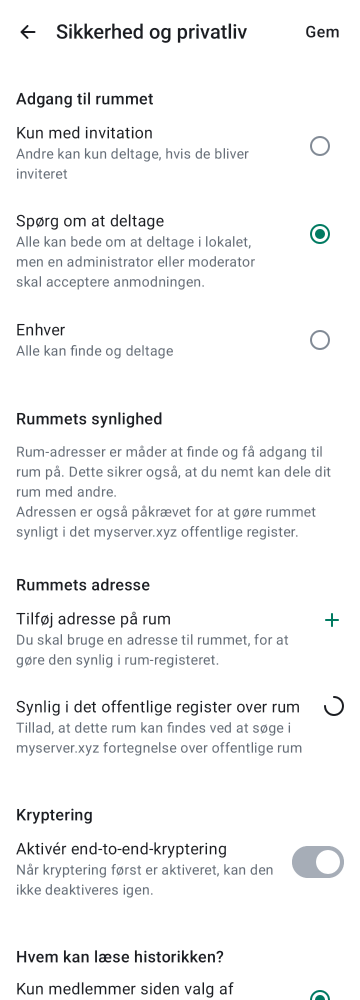 Sikkerhed og privatliv
Gem
Adgang til rummet
Kun med invitation
Andre kan kun deltage, hvis de bliver
inviteret
Spørg om at deltage
Alle kan bede om at deltage i lokalet,
men en administrator eller moderator
skal acceptere anmodningen.
Enhver
Alle kan finde og deltage
Rummets synlighed
Rum-adresser er måder at finde og få adgang til
rum på. Dette sikrer også, at du nemt kan dele dit
rum med andre.
Adressen er også påkrævet for at gøre rummet
synligt i det myserver.xyz offentlige register.
Rummets adresse
Tilføj adresse på rum
Du skal bruge en adresse til rummet, for at
gøre den synlig i rum-registeret.
Synlig i det offentlige register over rum
Tillad, at dette rum kan findes ved at søge i
myserver.xyz fortegnelse over offentlige rum
Kryptering
Aktivér end-to-end-kryptering
Når kryptering først er aktiveret, kan den
ikke deaktiveres igen.
Hvem kan læse historikken?
Kun medlemmer siden valg af